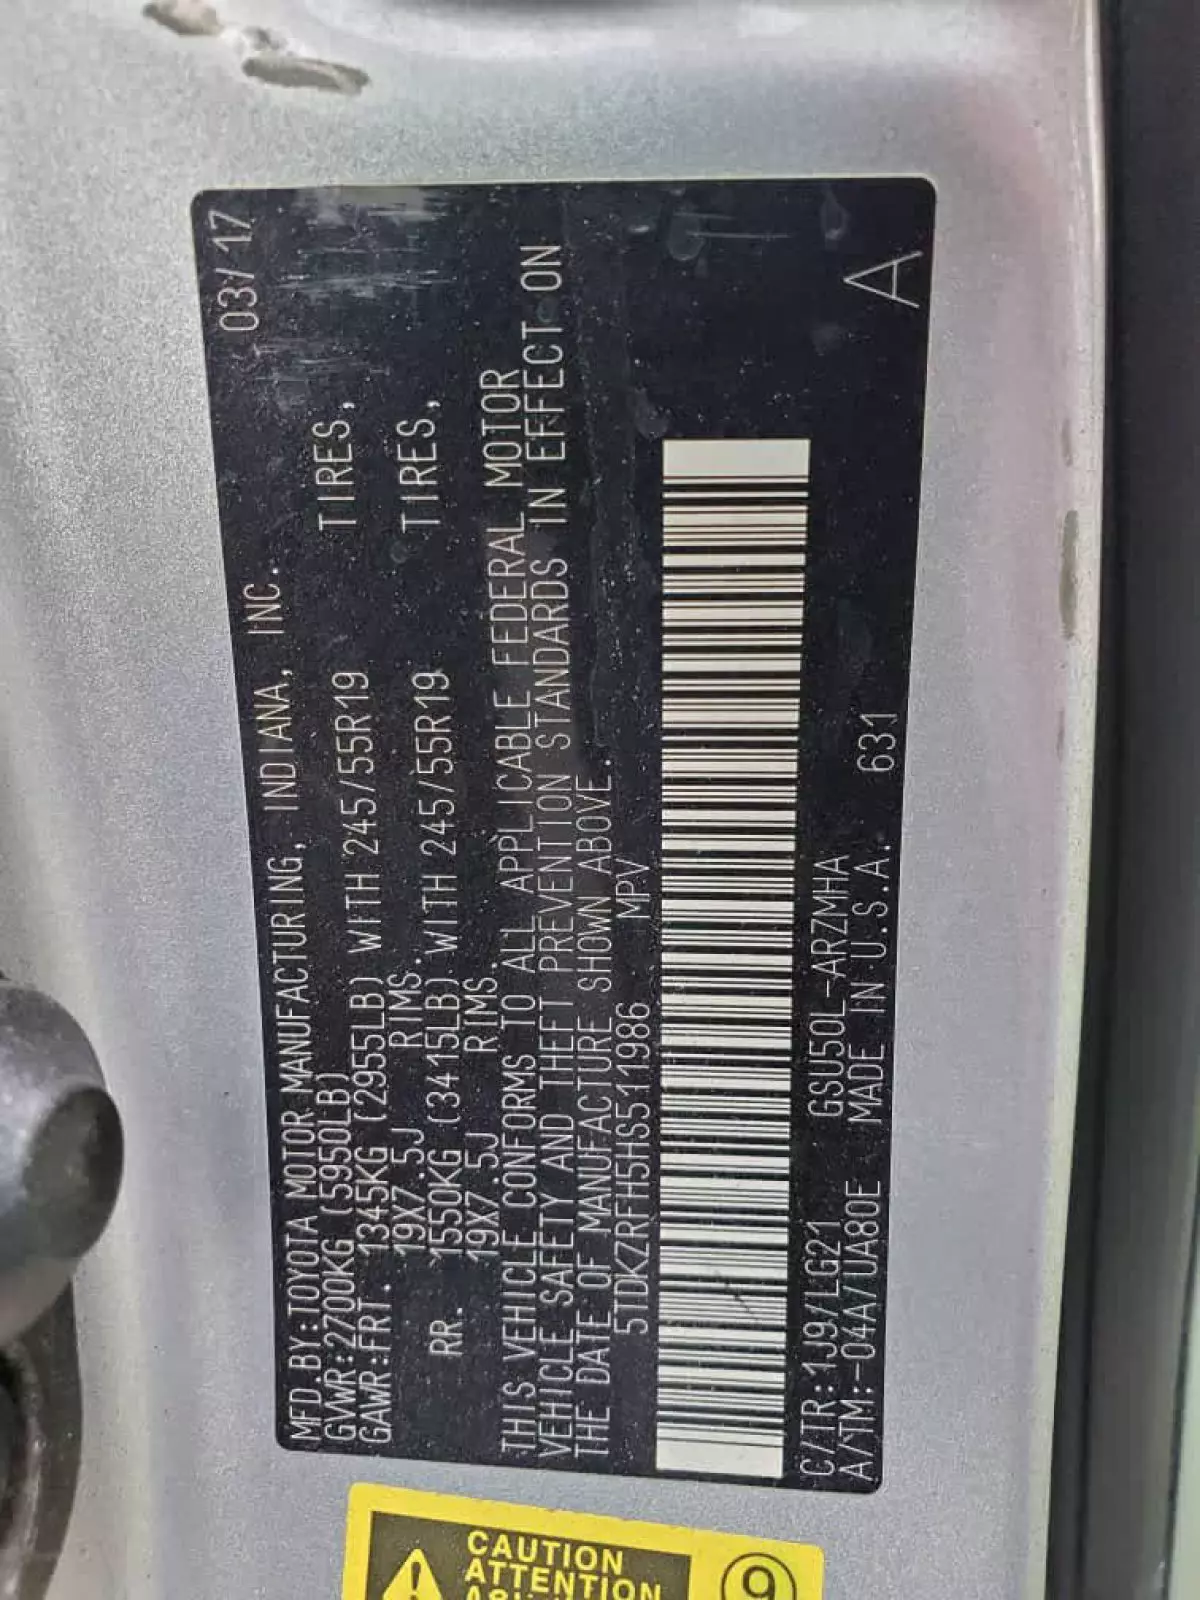 MFD.BY:TOYOTA MOTOR MANUFACTURING, INDIANA, INC. 03/17
GVWR:2700KG (5950LB)
GAWR:FRT. 1345KG (2955LB) WITH 245/55R19 TIRES,
19X7.5J RIMS.
RR. 1550KG (3415LB) WITH 245/55R19 TIRES,
19X7.5J RIMS.
THIS VEHICLE CONFORMS TO ALL APPLICABLE FEDERAL MOTOR
VEHICLE SAFETY AND THEFT PREVENTION STANDARDS IN EFFECT ON
THE DATE OF MANUFACTURE SHOWN ABOVE.
5TDKZRFH5HS511986 MPV
C/TR:1J9/LG21 GSU50L-ARZMHA
A/TM:-04A/UA80E MADE IN U.S.A. 631 A
CAUTION
ATTENTION
9